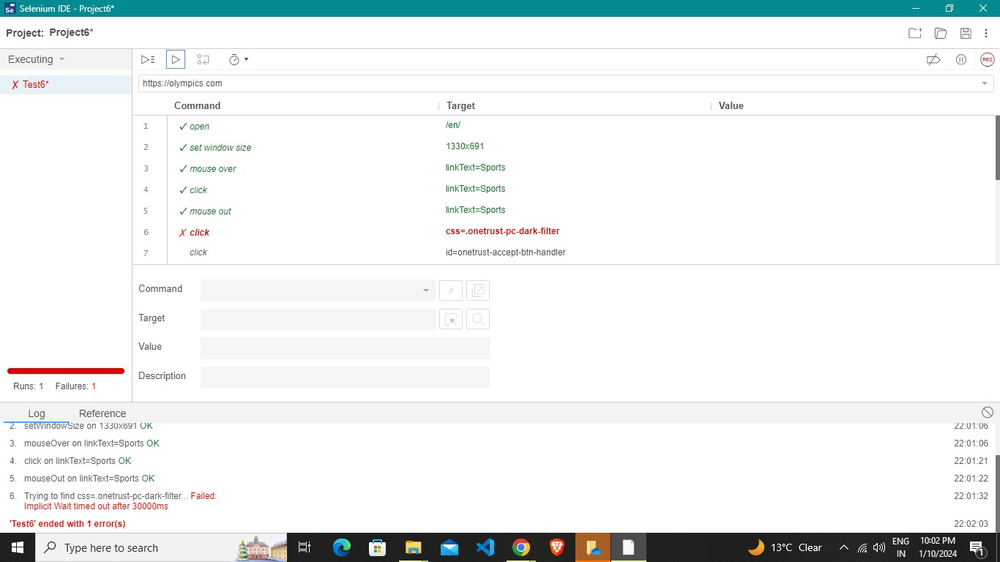 Se Selenium IDE - Project6*
Project: Project6*
Executing
REC
✗ Test6*
https://olympics.com
Command Target Value
1 ✓ open /en/
2 ✓ set window size 1330x691
3 ✓ mouse over linkText=Sports
4 ✓ click linkText=Sports
5 ✓ mouse out linkText=Sports
6 ✗ click css=.onetrust-pc-dark-filter
7 click id=onetrust-accept-btn-handler
Command //
Target
Value
Description
Runs: 1 Failures: 1
Log Reference
2. setWindowSize on 1330x691 OK 22:01:06
3. mouseOver on linkText=Sports OK 22:01:06
4. click on linkText=Sports OK 22:01:21
5. mouseOut on linkText=Sports OK 22:01:22
6. Trying to find css=.onetrust-pc-dark-filter... Failed: 22:01:32
Implicit Wait timed out after 30000ms
'Test6' ended with 1 error(s) 22:02:03
Type here to search
13°C Clear
ENG
IN
10:02 PM
1/10/2024
1